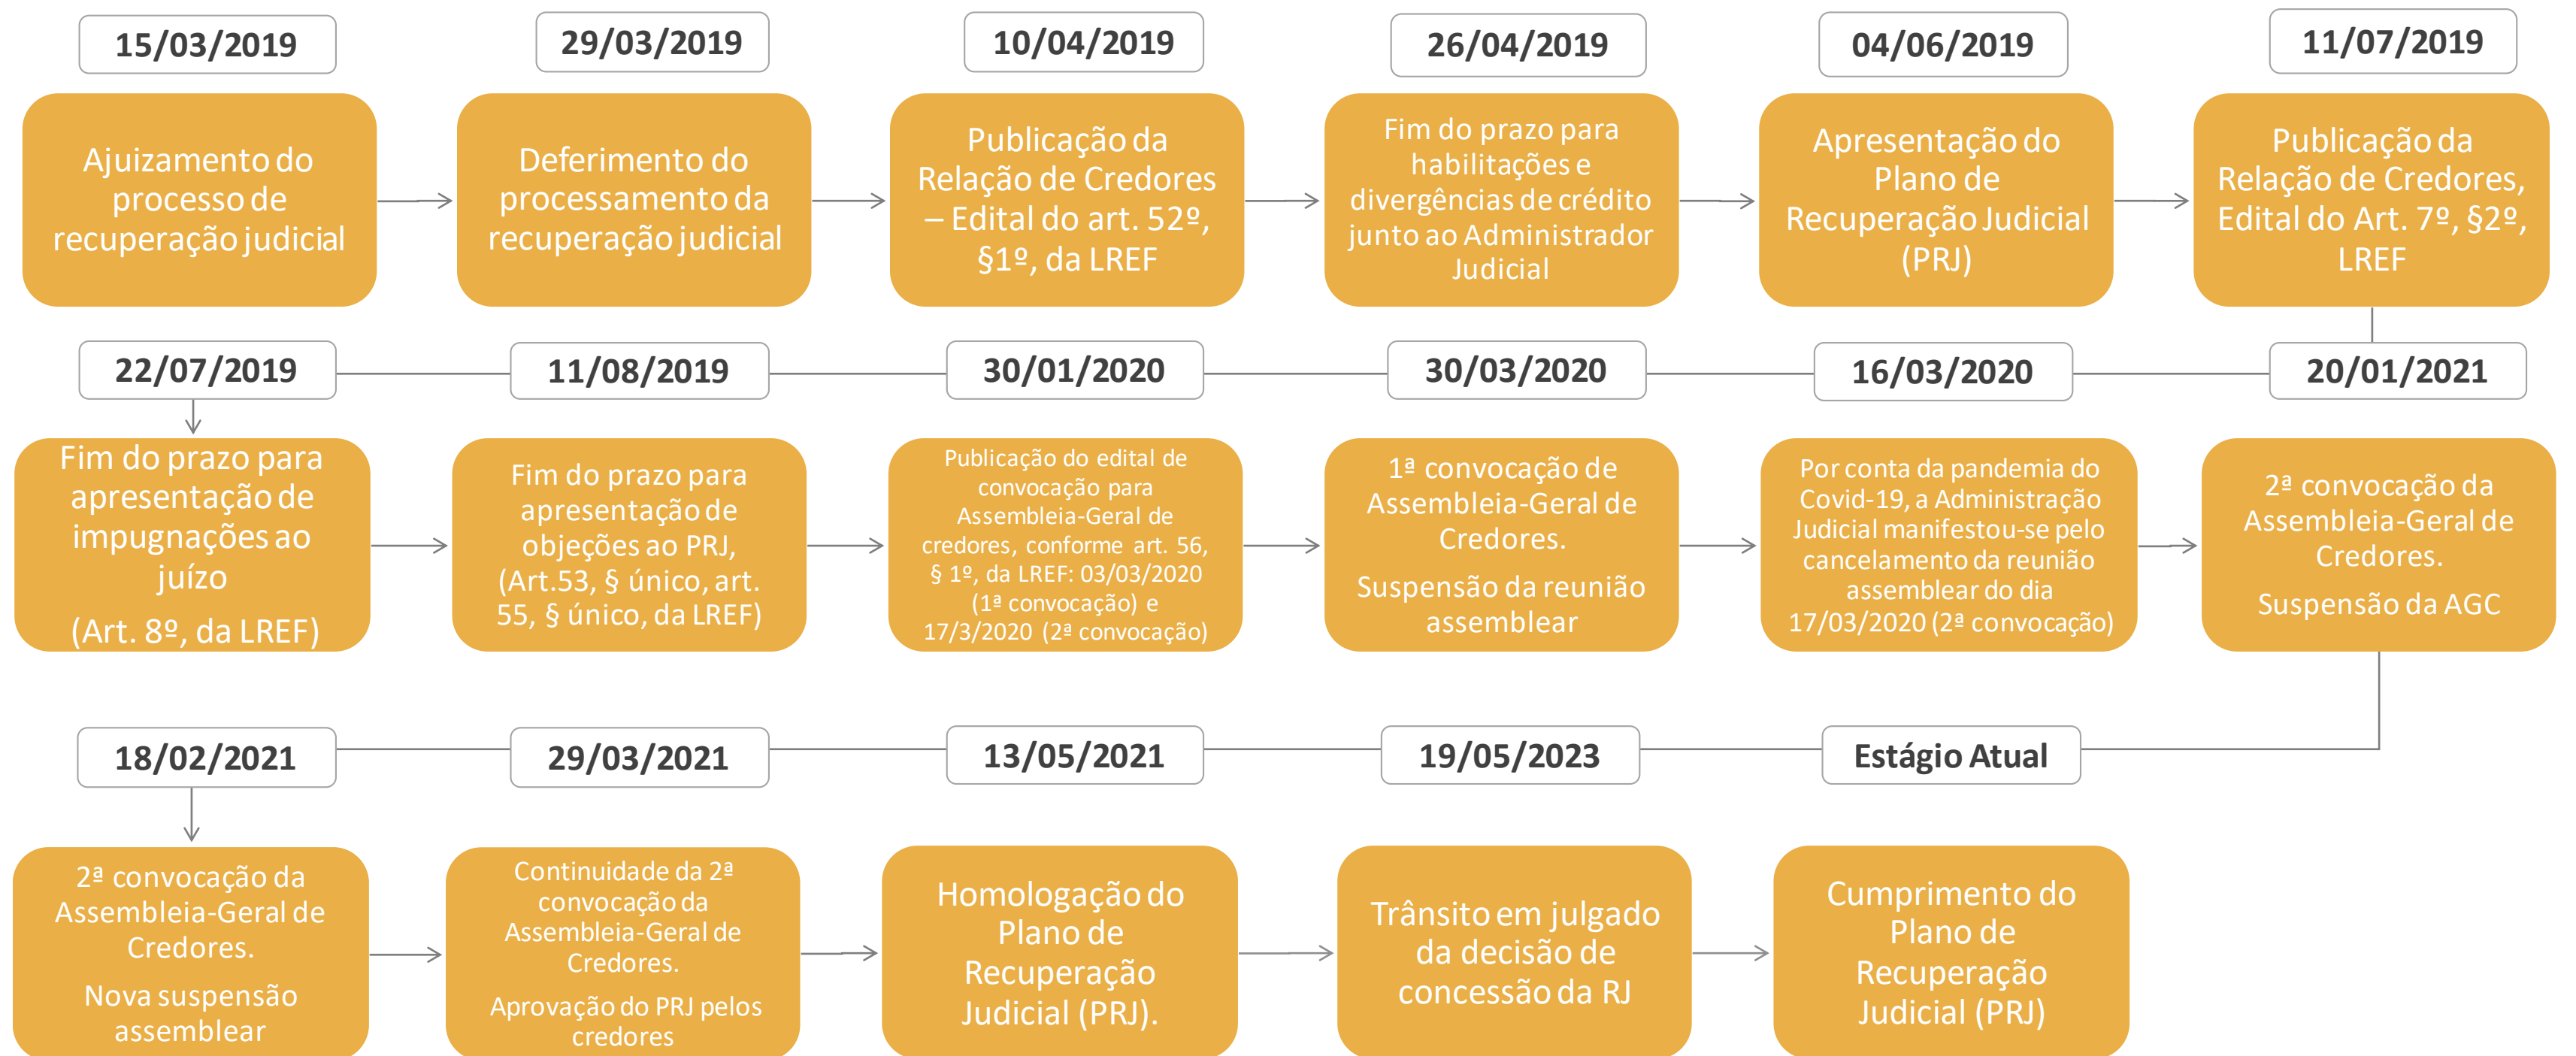 15/03/2019
Ajuizamento do
processo de
recuperação judicial
29/03/2019
Deferimento do
processamento da
recuperação judicial
10/04/2019
Publicação da
Relação de Credores
– Edital do art. 52º,
§1º, da LREF
26/04/2019
Fim do prazo para
habilitações e
divergências de crédito
junto ao Administrador
Judicial
04/06/2019
Apresentação do
Plano de
Recuperação Judicial
(PRJ)
11/07/2019
Publicação da
Relação de Credores,
Edital do Art. 7º, §2º,
LREF
22/07/2019
Fim do prazo para
apresentação de
impugnações ao
juízo
(Art. 8º, da LREF)
11/08/2019
Fim do prazo para
apresentação de
objeções ao PRJ,
(Art.53, § único, art.
55, § único, da LREF)
30/01/2020
Publicação do edital de
convocação para
Assembleia-Geral de
credores, conforme art. 56,
§ 1º, da LREF: 03/03/2020
(1ª convocação) e
17/3/2020 (2ª convocação)
30/03/2020
1ª convocação de
Assembleia-Geral de
Credores.
Suspensão da reunião
assemblear
16/03/2020
Por conta da pandemia do
Covid-19, a Administração
Judicial manifestou-se pelo
cancelamento da reunião
assemblear do dia
17/03/2020 (2ª convocação)
20/01/2021
2ª convocação da
Assembleia-Geral de
Credores.
Suspensão da AGC
18/02/2021
2ª convocação da
Assembleia-Geral de
Credores.
Nova suspensão
assemblear
29/03/2021
Continuidade da 2ª
convocação da
Assembleia-Geral de
Credores.
Aprovação do PRJ pelos
credores
13/05/2021
Homologação do
Plano de
Recuperação
Judicial (PRJ).
19/05/2023
Trânsito em julgado
da decisão de
concessão da RJ
Estágio Atual
Cumprimento do
Plano de
Recuperação
Judicial (PRJ)